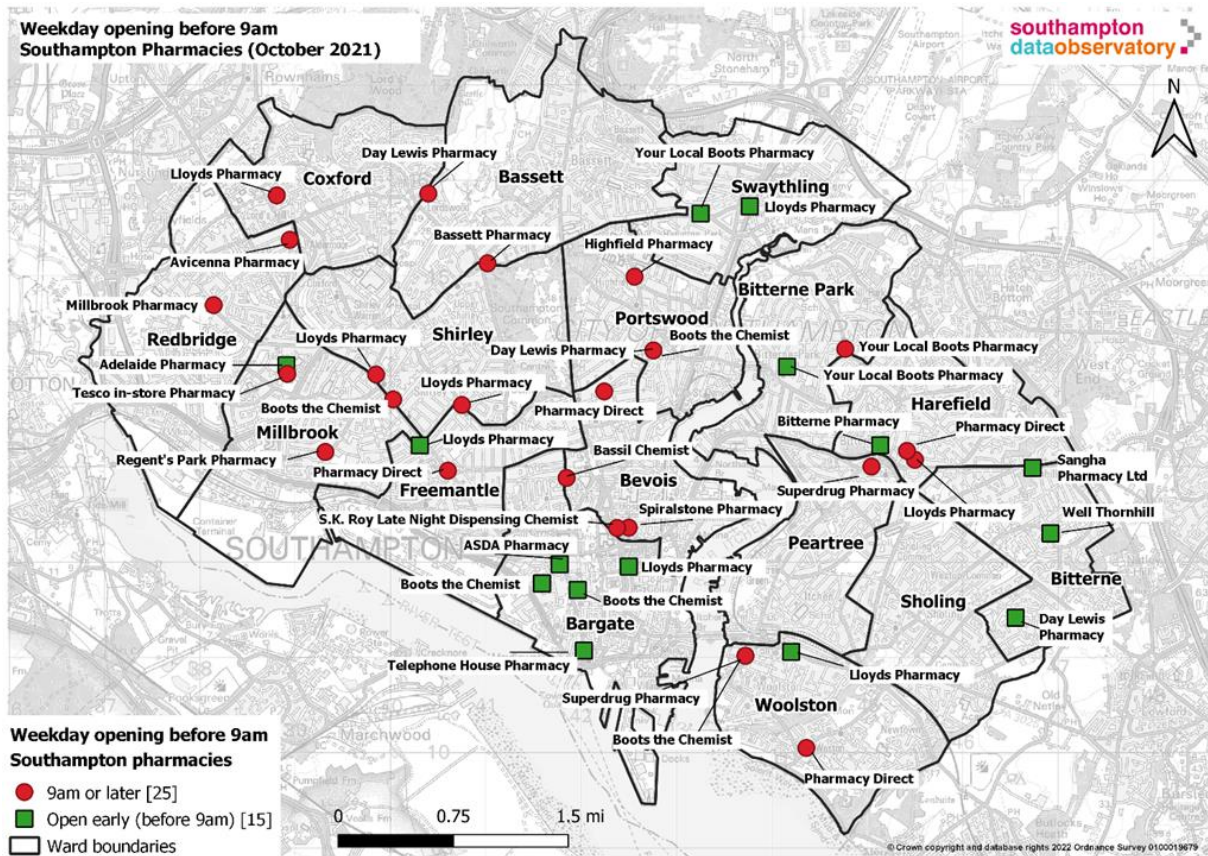 Weekday opening before 9am
Southampton Pharmacies (October 2021)
southampton
dataobservatory
N
Rownhams
North
Stoneham
Day Lewis Pharmacy
Your Local Boots Pharmacy
Lloyds Pharmacy
Coxford
Bassett
Bassett
Swaythling
Lloyds Pharmacy
Bassett Pharmacy
Highfield Pharmacy
Avicenna Pharmacy
Millbrook Pharmacy
Bitterne Park
Redbridge
Lloyds Pharmacy
Shirley
Portswood
Boots the Chemist
Day Lewis Pharmacy
Your Local Boots Pharmacy
Adelaide Pharmacy
Tesco in-store Pharmacy
Lloyds Pharmacy
Your Local Boots Pharmacy
Boots the Chemist
Pharmacy Direct
Harefield
Bitterne Pharmacy
Pharmacy Direct
Millbrook
Lloyds Pharmacy
Bassil Chemist
Regent's Park Pharmacy
Pharmacy Direct
Bevois
Sangha
Pharmacy Ltd
Freemantle
Superdrug Pharmacy
Lloyds Pharmacy
Spiralstone Pharmacy
Well Thornhill
S.K. Roy Late Night Dispensing Chemist
SOUTHAMPTON
Peartree
ASDA Pharmacy
Lloyds Pharmacy
Boots the Chemist
Boots the Chemist
Bitterne
Sholing
Bargate
Day Lewis
Pharmacy
Telephone House Pharmacy
Lloyds Pharmacy
Superdrug Pharmacy
Woolston
Marchwood
Boots the Chemist
Pharmacy Direct
Weekday opening before 9am
Southampton pharmacies
9am or later [25]
Open early (before 9am) [15]
Ward boundaries
0 0.75 1.5 mi
© Crown copyright and database rights 2022 Ordnance Survey 0100019679